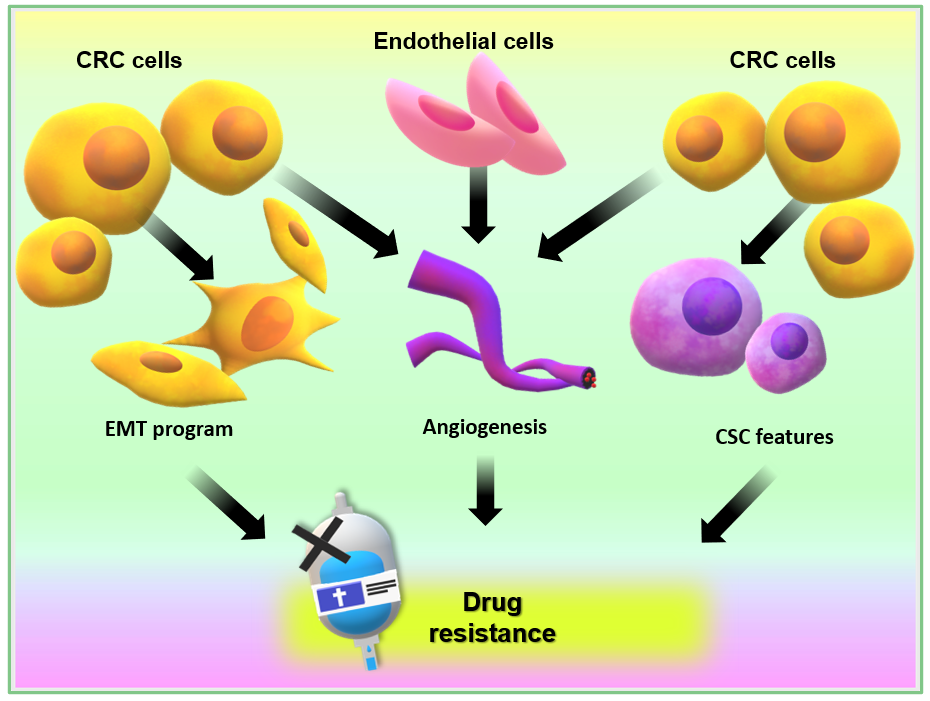 Endothelial cells
CRC cells
CRC cells
EMT program
Angiogenesis
CSC features
Drug
resistance